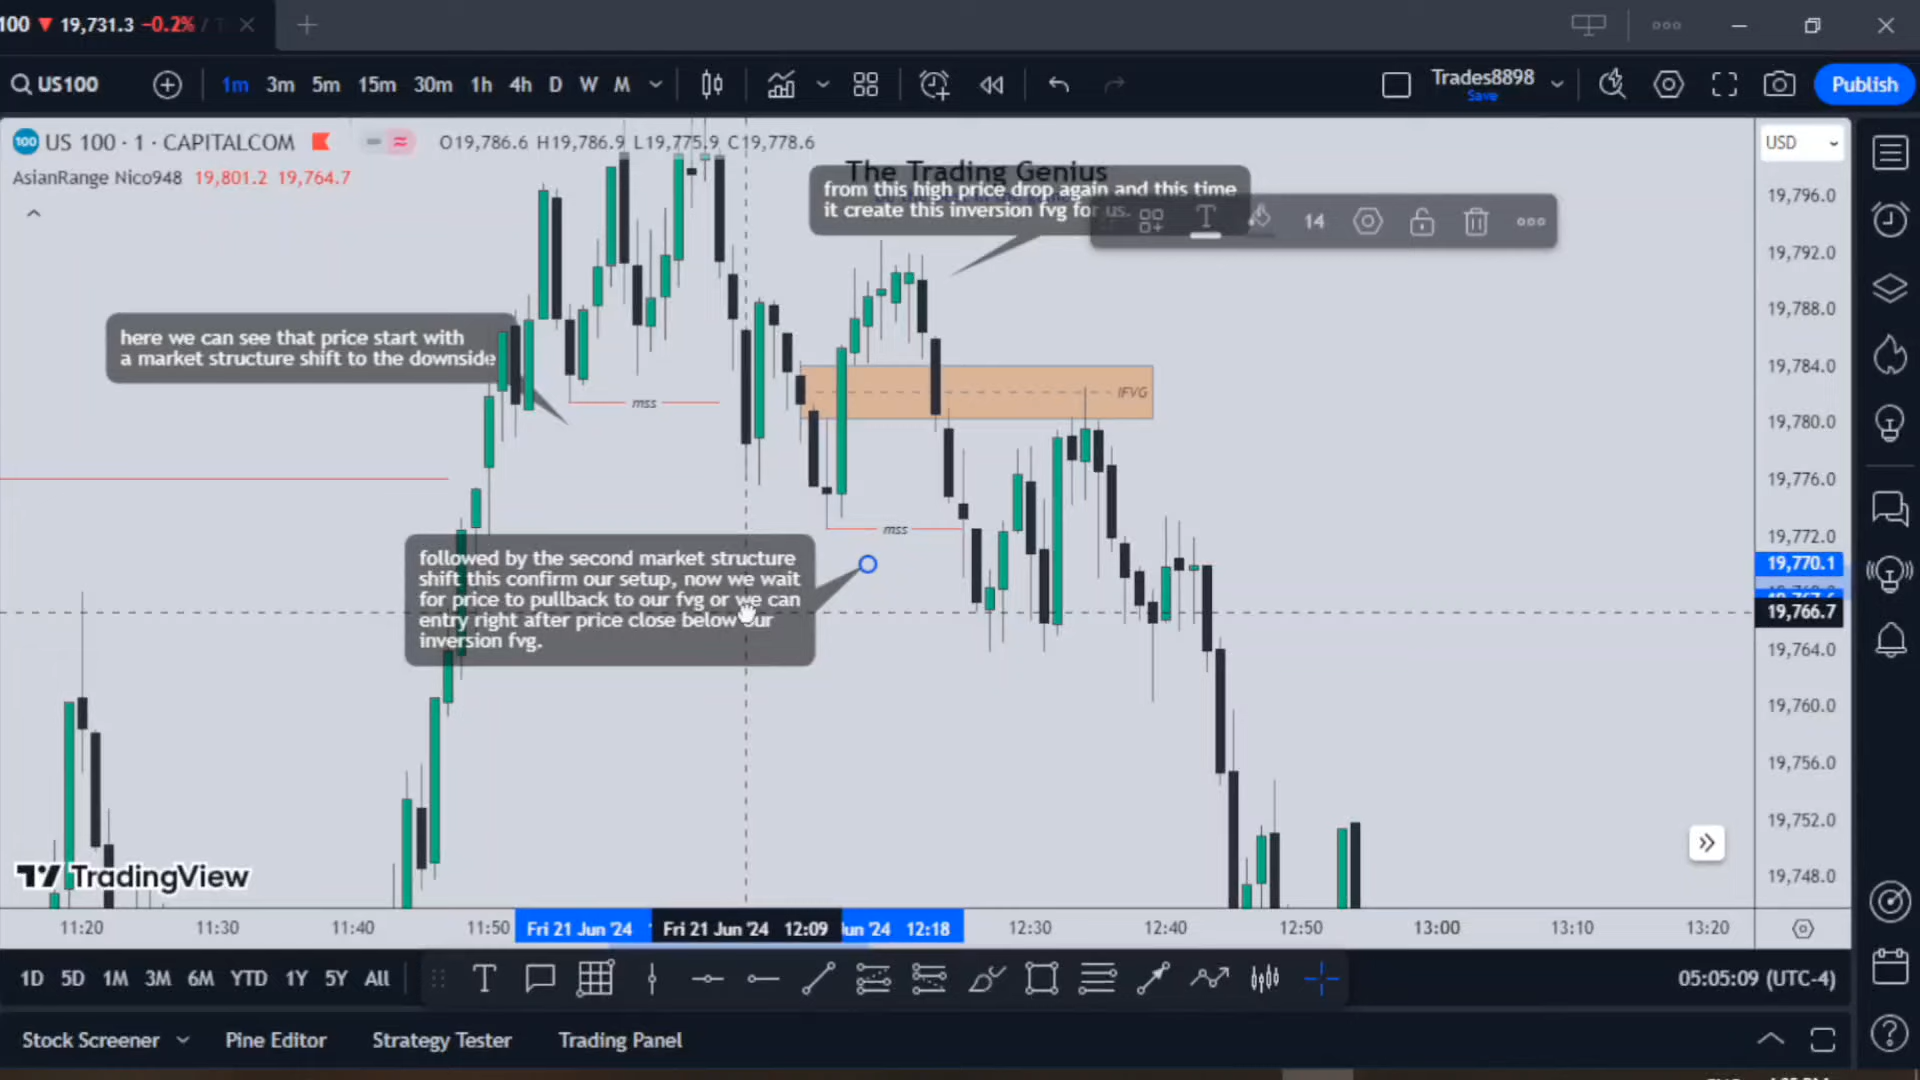 100 19,731.3 −0.2% /
US100 1m 3m 5m 15m 30m 1h 4h D W M Trades8898 Publish
Save
100 US 100 · 1 · CAPITALCOM O19,786.6 H19,786.9 L19,775.9 C19,778.6 USD
AsianRange Nico948 19,801.2 19,764.7
The Trading Genius
from this high price drop again and this time
it create this inversion fvg for us.
14
here we can see that price start with
a market structure shift to the downside
mss
IFVG
mss
followed by the second market structure
shift this confirm our setup, now we wait
for price to pullback to our fvg or we can
entry right after price close below our
inversion fvg.
19,796.0
19,792.0
19,788.0
19,784.0
19,780.0
19,776.0
19,772.0
19,770.1
19,766.7
19,764.0
19,760.0
19,756.0
19,752.0
19,748.0
TradingView
11:20 11:30 11:40 11:50 Fri 21 Jun '24 Fri 21 Jun '24 12:09 Jun '24 12:18 12:30 12:40 12:50 13:00 13:10 13:20
1D 5D 1M 3M 6M YTD 1Y 5Y All 05:05:09 (UTC-4)
Stock Screener Pine Editor Strategy Tester Trading Panel